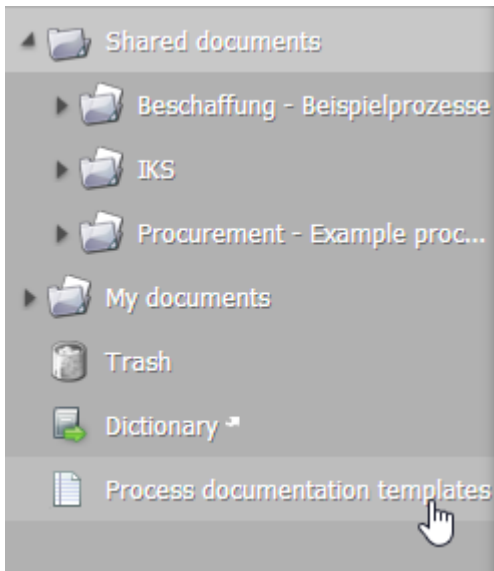 Shared documents
Beschaffung - Beispielprozesse
IKS
Procurement - Example proc...
My documents
Trash
Dictionary
Process documentation templates